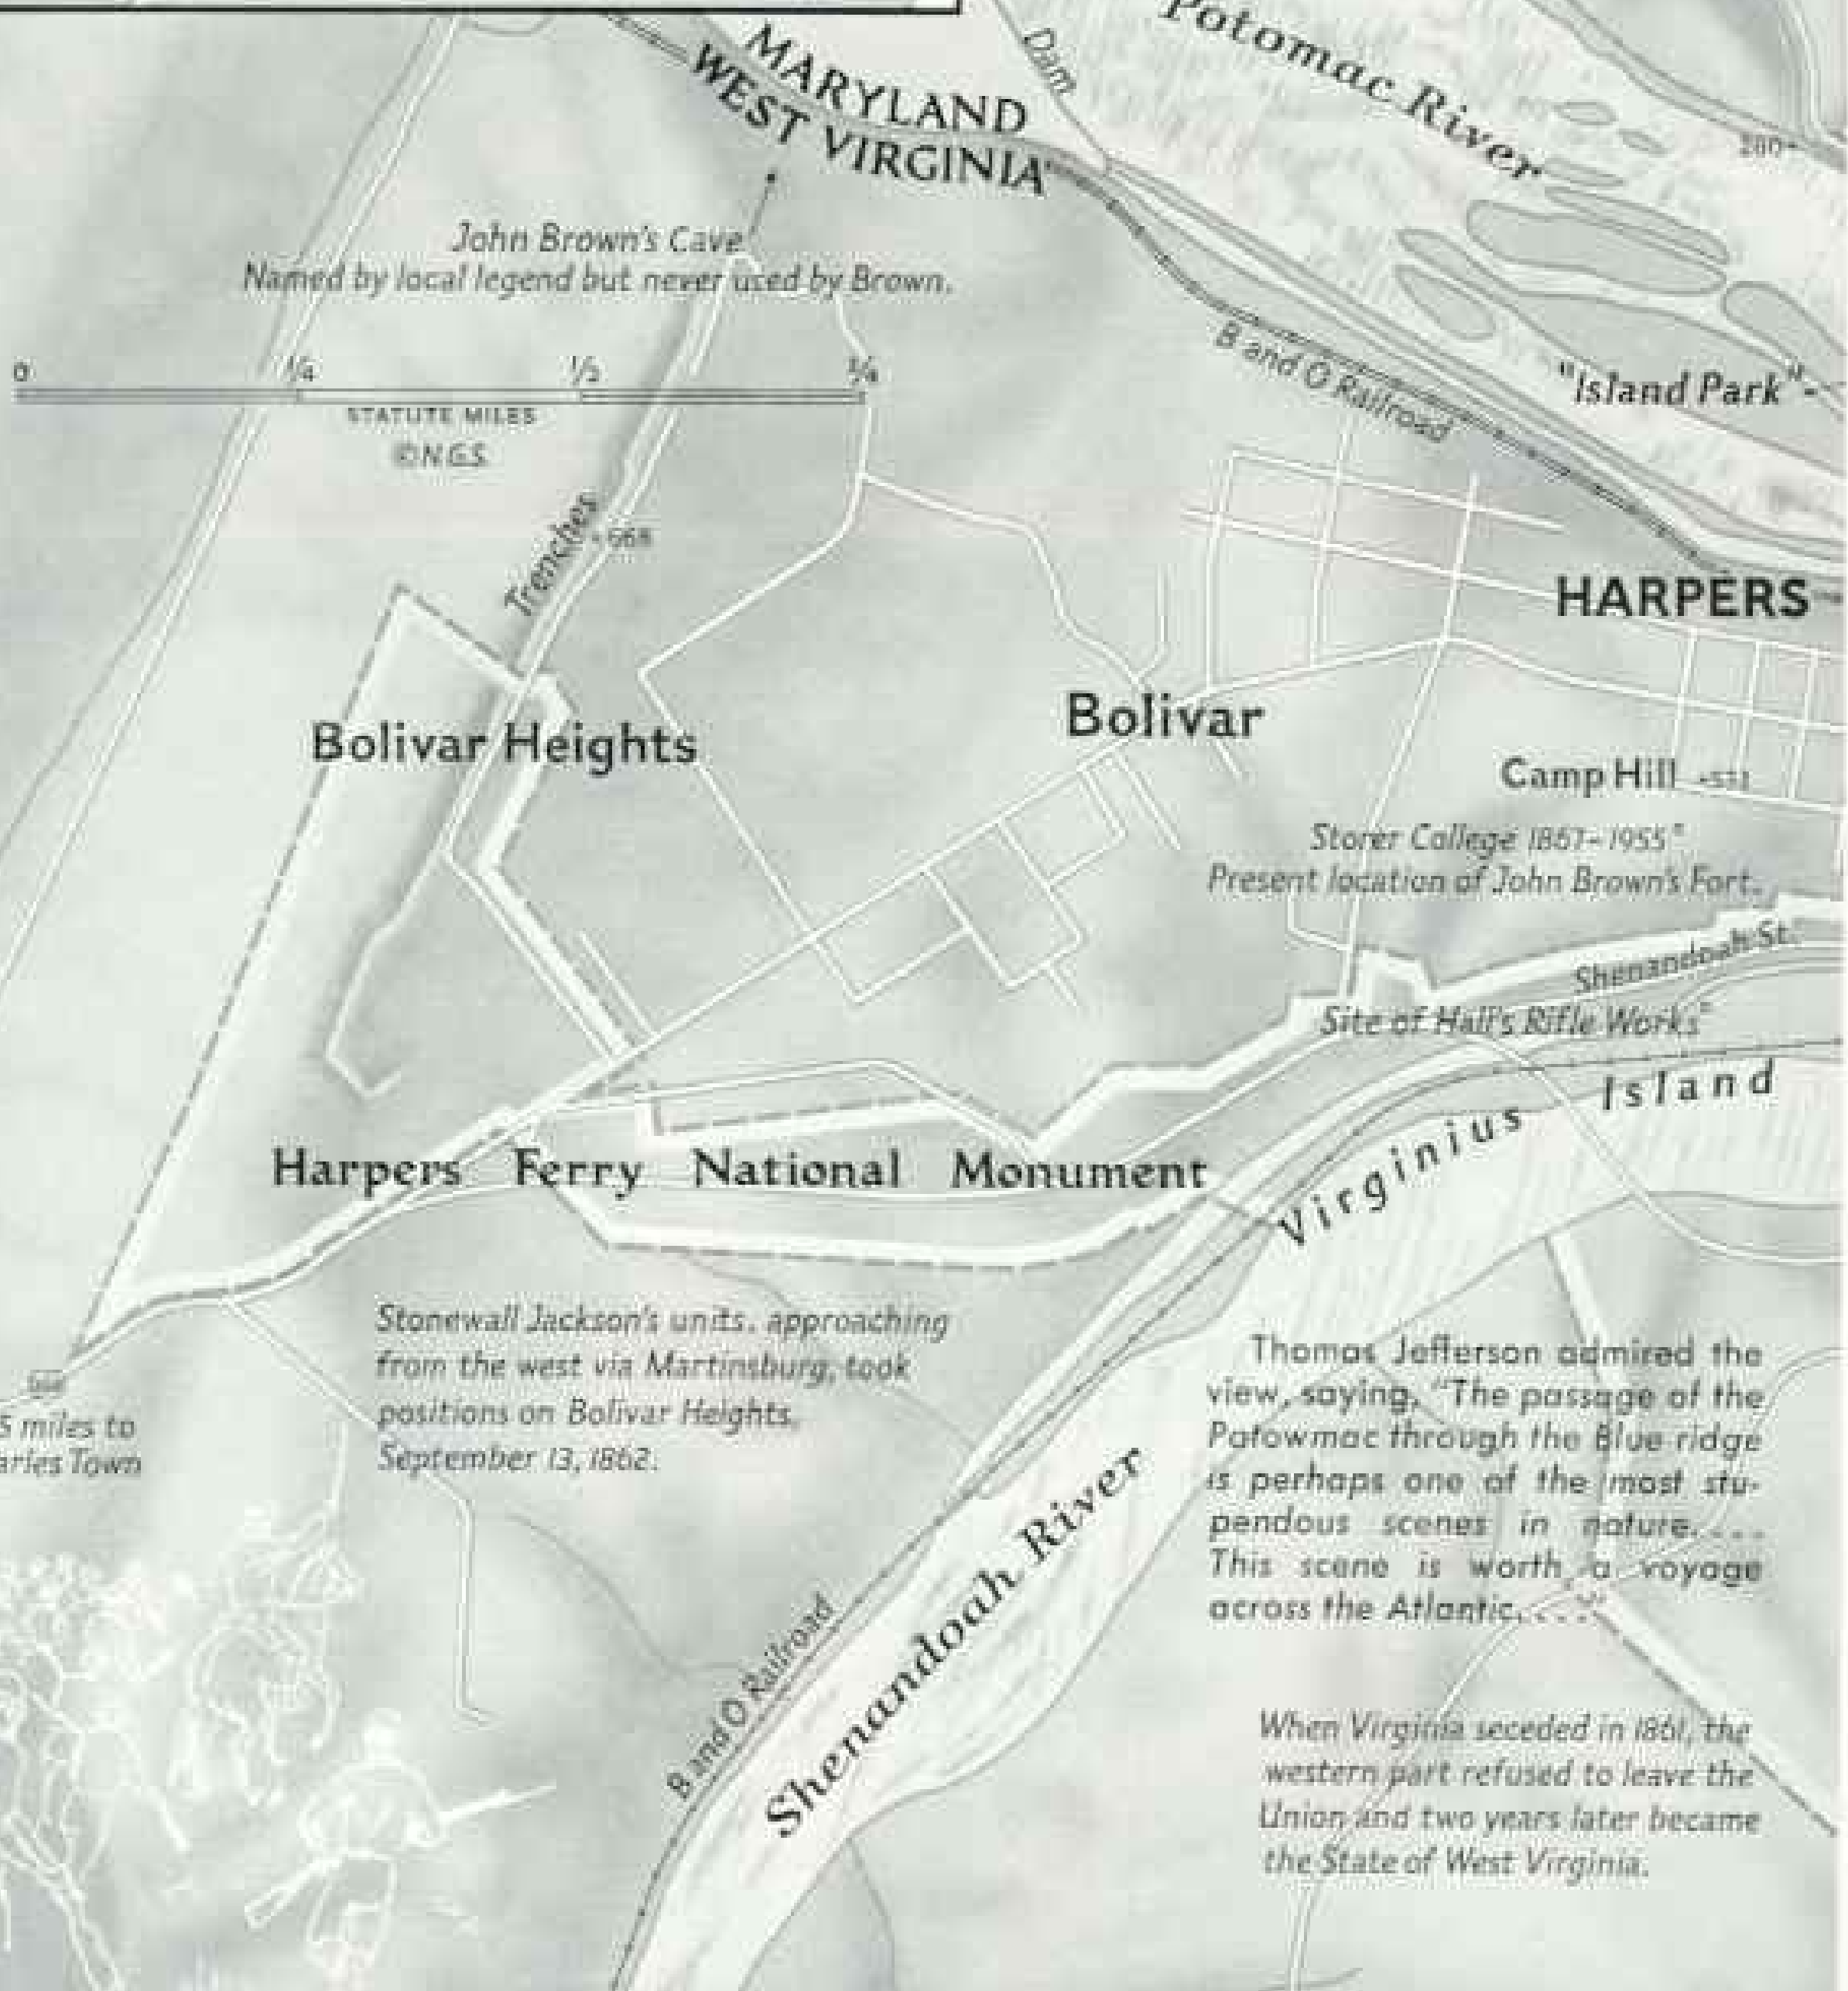 Potomac River
Dam
MARYLAND
WEST VIRGINIA
280
John Brown's Cave
Named by local legend but never used by Brown.
0 1/4 1/2 3/4
STATUTE MILES
©N.G.S.
B and O Railroad
"Island Park"
Trenches
668
HARPERS
Bolivar Heights
Bolivar
Camp Hill
Storer College 1867-1955
Present location of John Brown's Fort.
Shenandoah St.
Site of Hall's Rifle Works
Virginius Island
Harpers Ferry National Monument
Stonewall Jackson's units, approaching
from the west via Martinsburg, took
positions on Bolivar Heights,
September 13, 1862.
5 miles to
arles Town
Thomas Jefferson admired the
view, saying, "The passage of the
Patowmac through the Blue ridge
is perhaps one of the most stu-
pendous scenes in nature....
This scene is worth a voyage
across the Atlantic...."
Shenandoah River
B and O Railroad
When Virginia seceded in 1861, the
western part refused to leave the
Union and two years later became
the State of West Virginia.